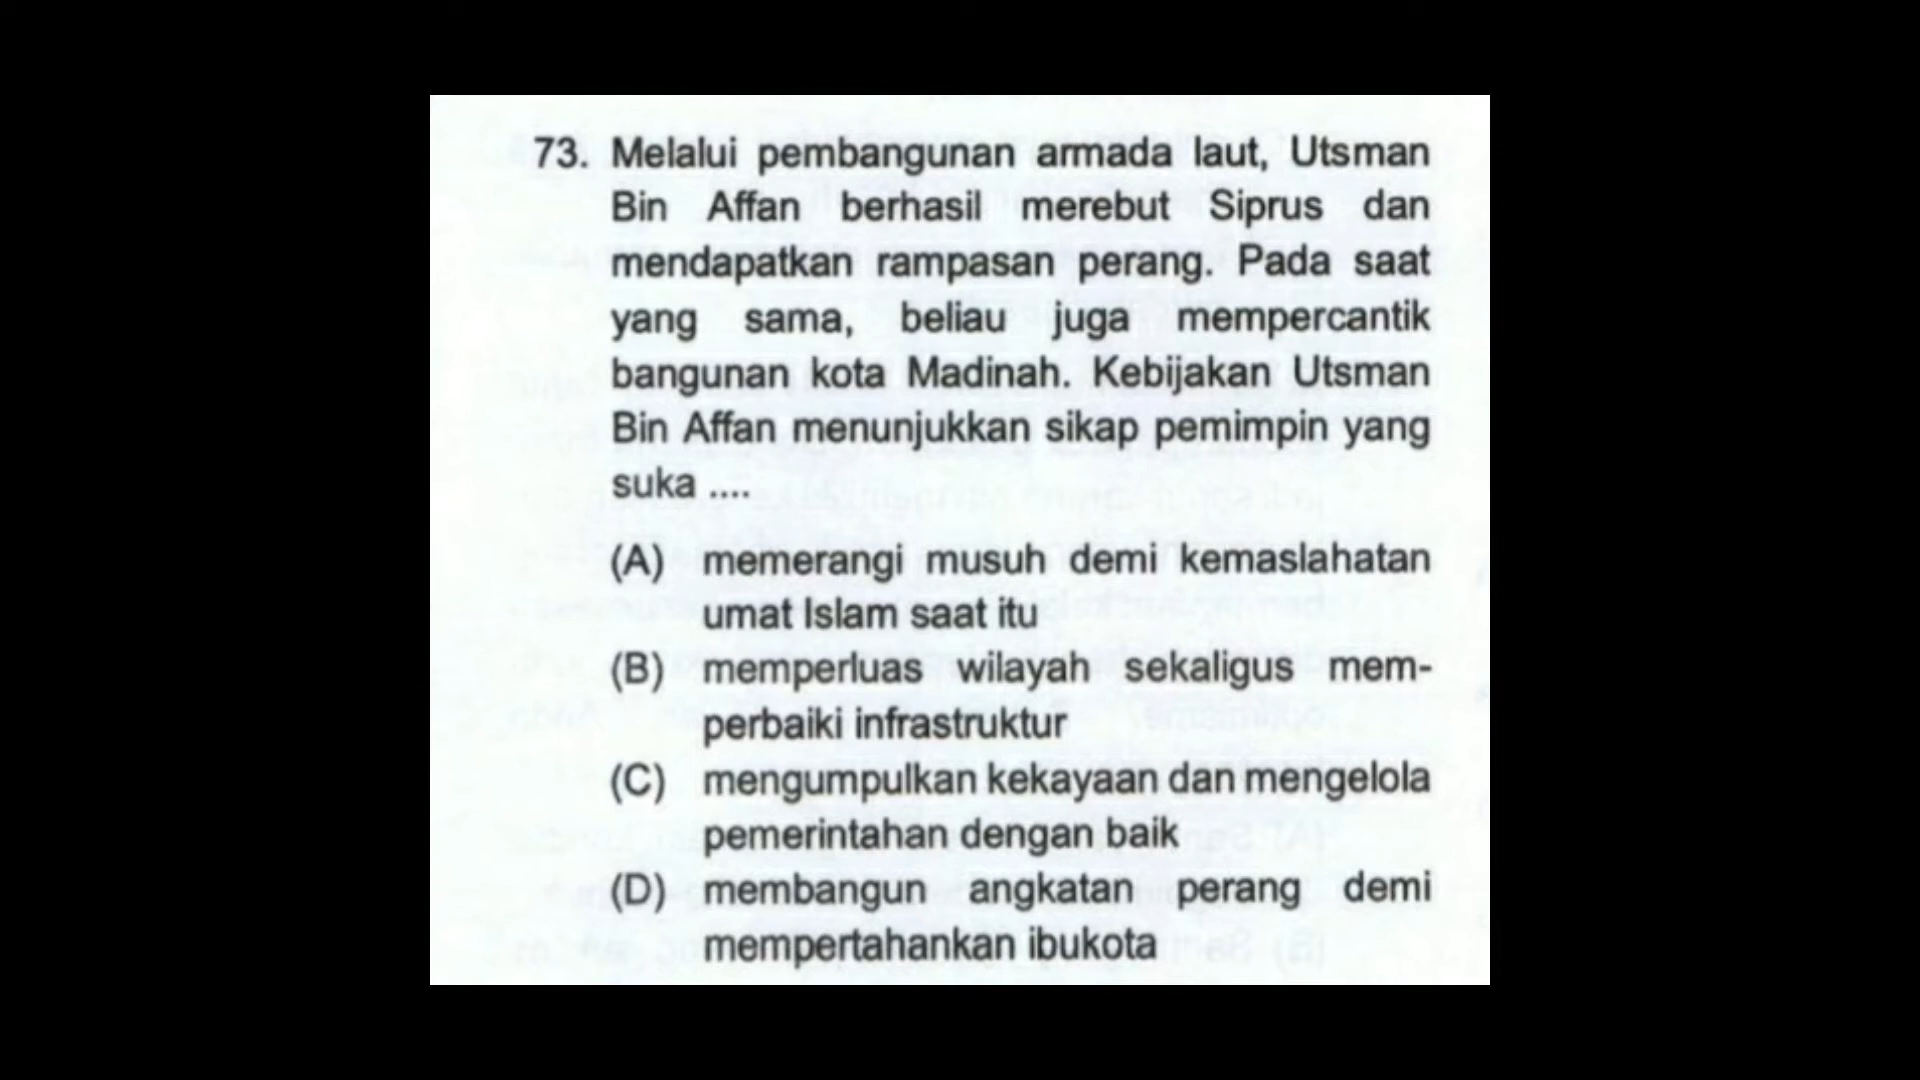 73. Melalui pembangunan armada laut, Utsman
Bin Affan berhasil merebut Siprus dan
mendapatkan rampasan perang. Pada saat
yang sama, beliau juga mempercantik
bangunan kota Madinah. Kebijakan Utsman
Bin Affan menunjukkan sikap pemimpin yang
suka ....
(A) memerangi musuh demi kemaslahatan
umat Islam saat itu
(B) memperluas wilayah sekaligus mem-
perbaiki infrastruktur
(C) mengumpulkan kekayaan dan mengelola
pemerintahan dengan baik
(D) membangun angkatan perang demi
mempertahankan ibukota